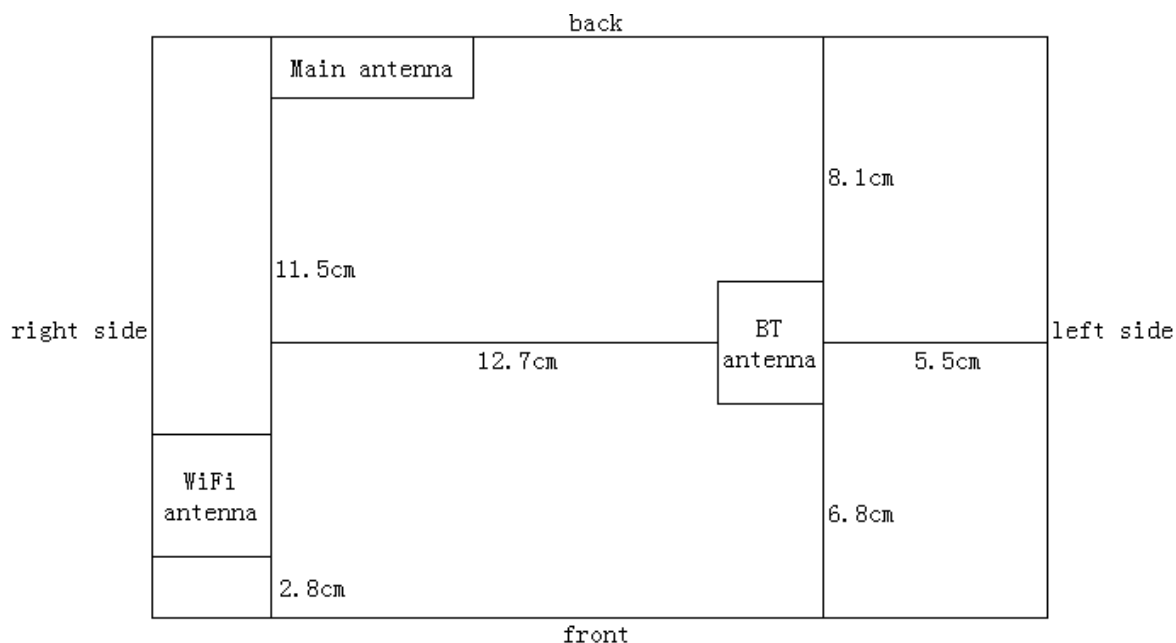 back
Main antenna
8.1cm
11.5cm
right side
BT
antenna
left side
12.7cm
5.5cm
WiFi
antenna
6.8cm
2.8cm
front